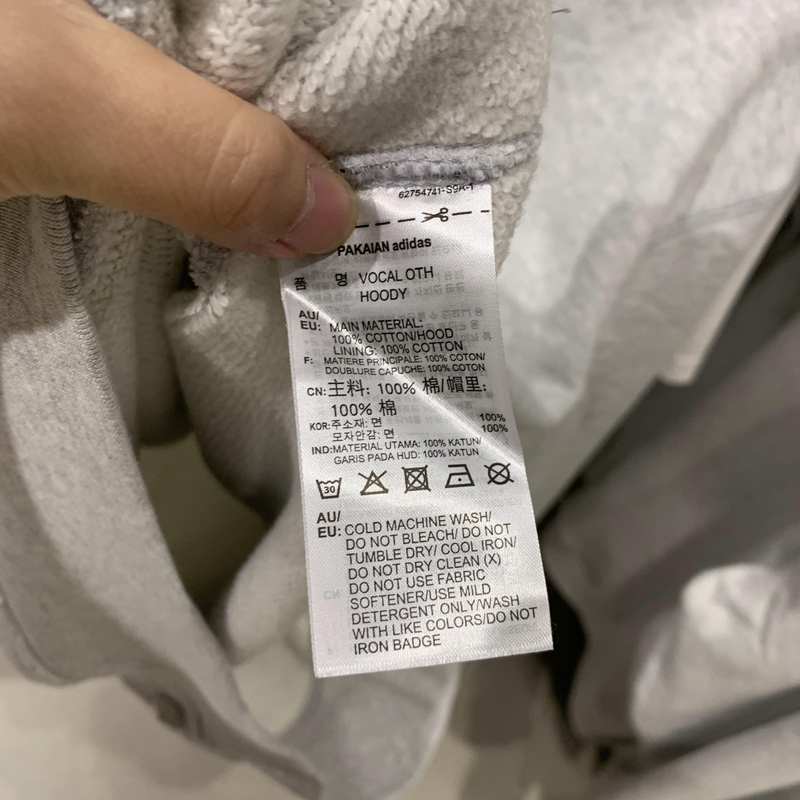 62754741-S9A-1
PAKAIAN adidas
품 명 VOCAL OTH
HOODY
AU/
EU: MAIN MATERIAL:
100% COTTON/HOOD
LINING: 100% COTTON
F: MATIERE PRINCIPALE: 100% COTON/
DOUBLURE CAPUCHE: 100% COTON
CN: 主料: 100% 棉/帽里:
100% 棉
KOR: 주소재: 면 100%
모자안감: 면 100%
IND: MATERIAL UTAMA: 100% KATUN/
GARIS PADA HUD: 100% KATUN
30
AU/
EU: COLD MACHINE WASH/
DO NOT BLEACH/ DO NOT
TUMBLE DRY/ COOL IRON/
DO NOT DRY CLEAN (X)
DO NOT USE FABRIC
SOFTENER/USE MILD
DETERGENT ONLY/WASH
WITH LIKE COLORS/DO NOT
IRON BADGE